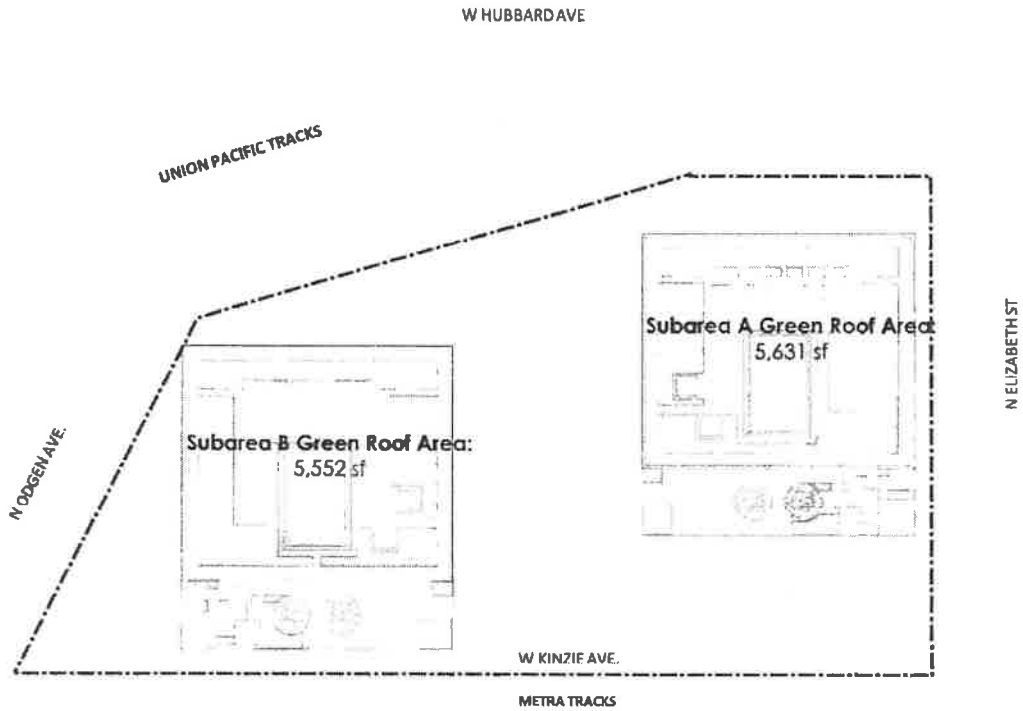 W HUBBARD AVE
UNION PACIFIC TRACKS
Subarea A Green Roof Area:
5,631 sf
N ELIZABETH ST
Subarea B Green Roof Area:
5,552 sf
N ODGEN AVE.
W KINZIE AVE.
METRA TRACKS